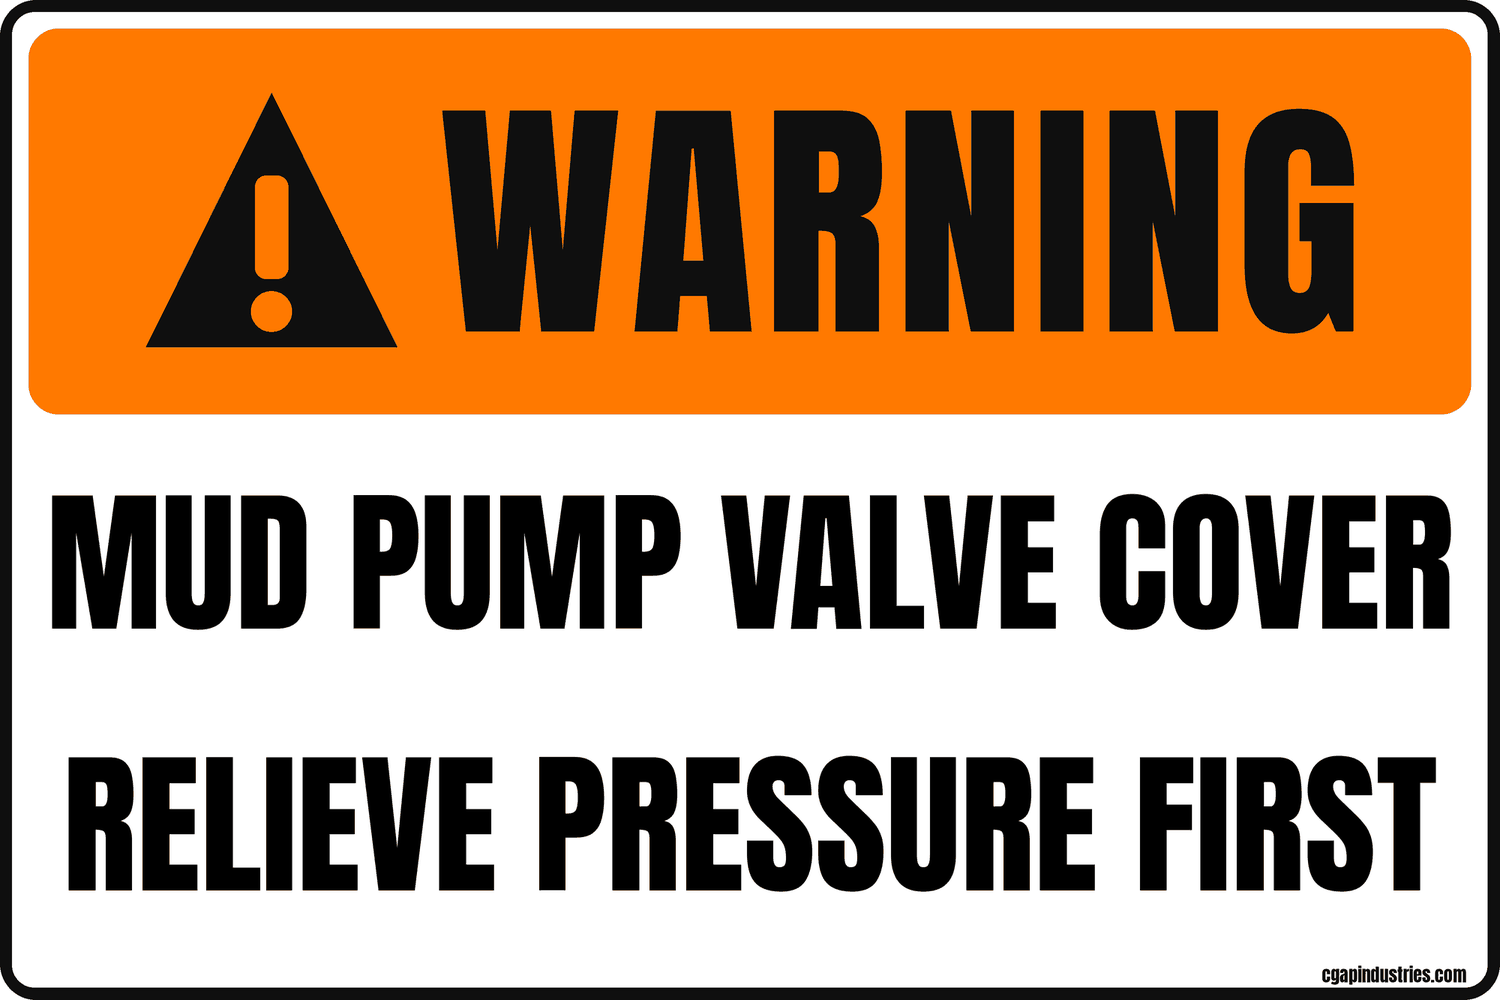 WARNING
MUD PUMP VALVE COVER
RELIEVE PRESSURE FIRST
cgapindustries.com